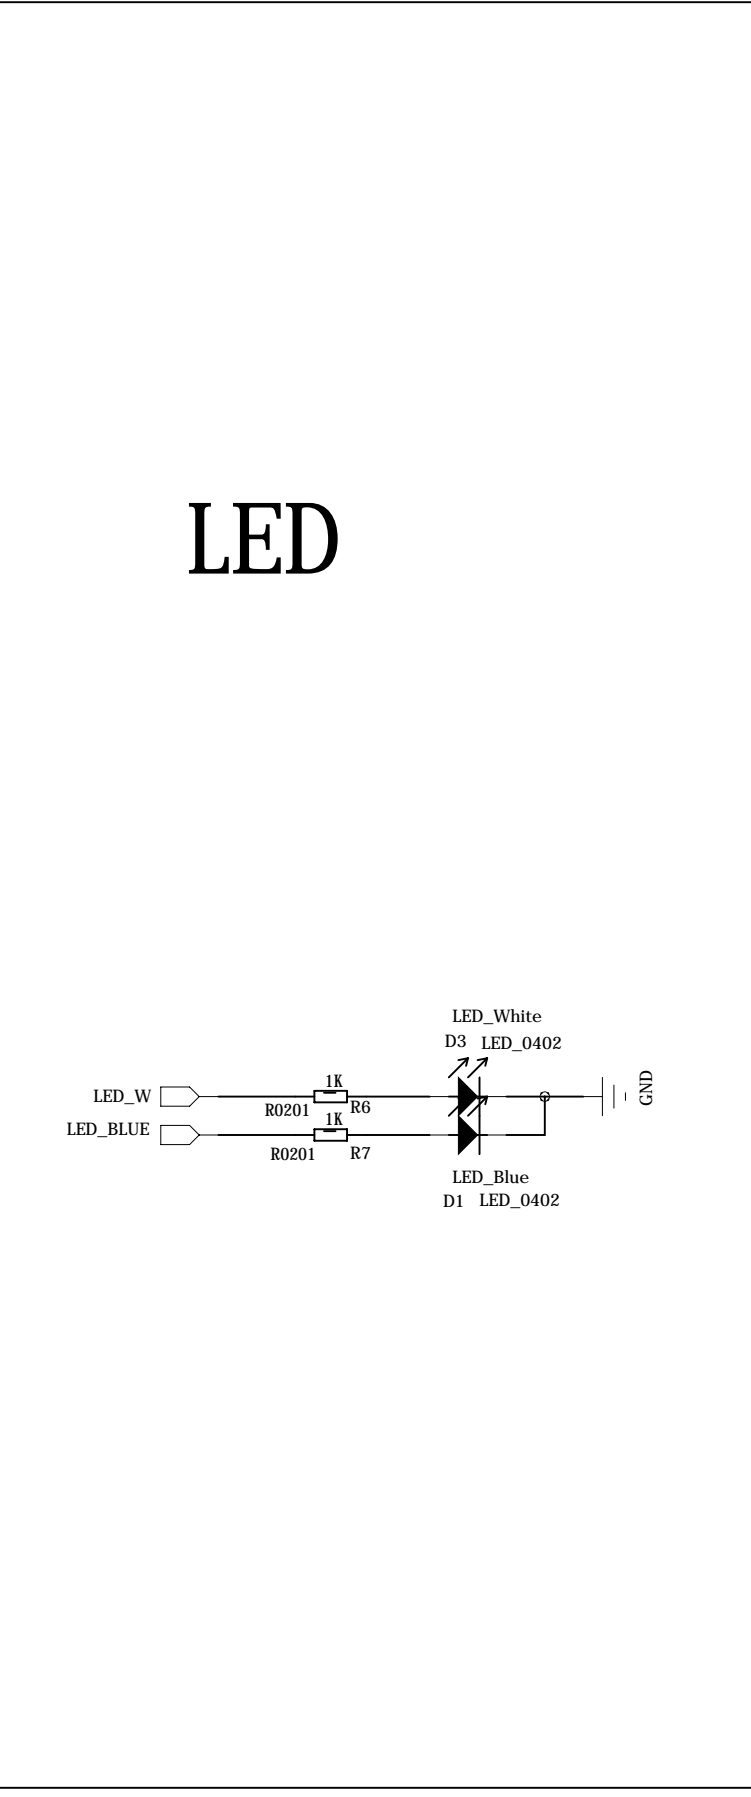 LED
LED_White
D3 LED_0402
GND
1K
LED_W
R0201 R6
1K
LED_BLUE
R0201 R7
LED_Blue
D1 LED_0402